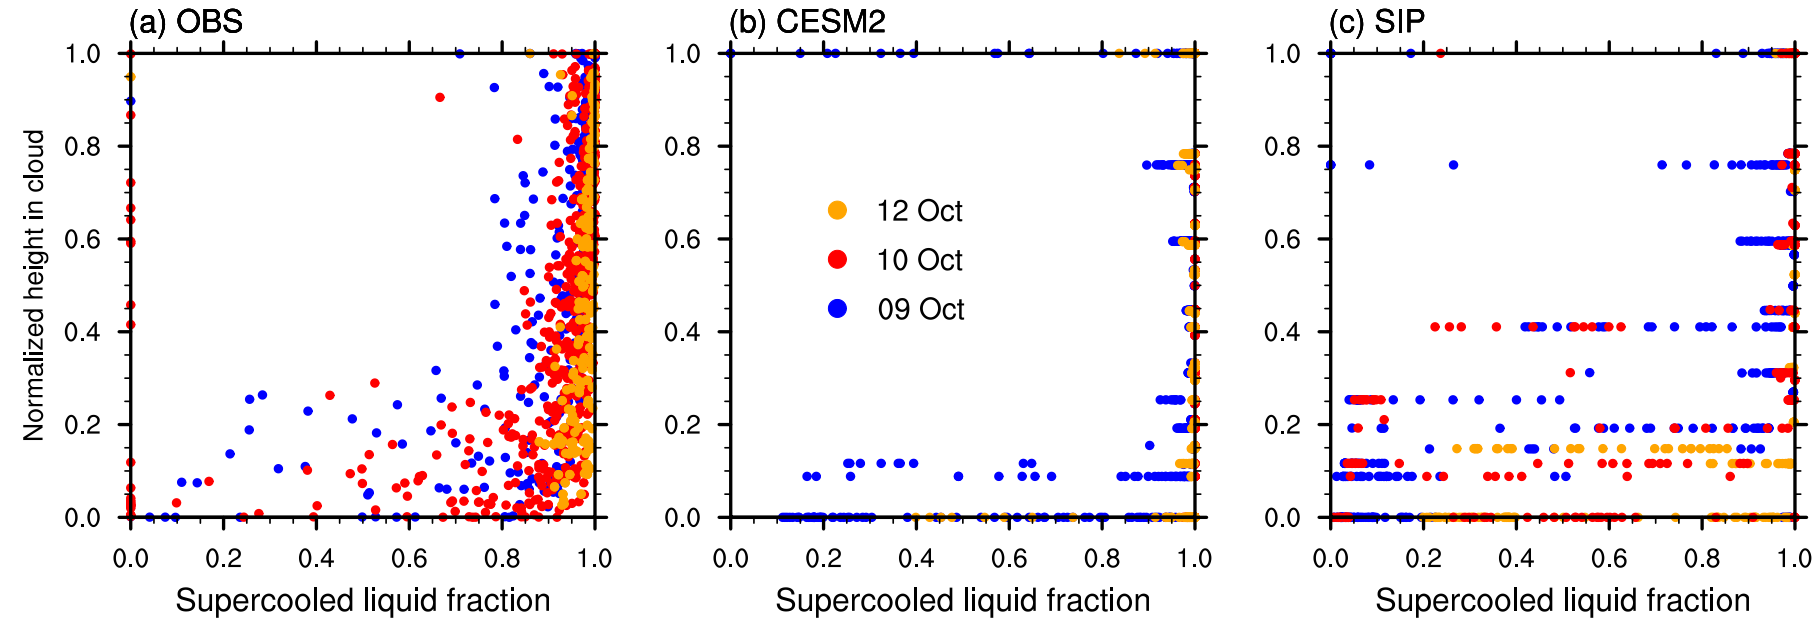 (a) OBS
(b) CESM2
(c) SIP
Normalized height in cloud
1.0
0.8
0.6
0.4
0.2
0.0
0.0 0.2 0.4 0.6 0.8 1.0
Supercooled liquid fraction
1.0
0.8
0.6
0.4
0.2
0.0
12 Oct
10 Oct
09 Oct
0.0 0.2 0.4 0.6 0.8 1.0
Supercooled liquid fraction
1.0
0.8
0.6
0.4
0.2
0.0
0.0 0.2 0.4 0.6 0.8 1.0
Supercooled liquid fraction